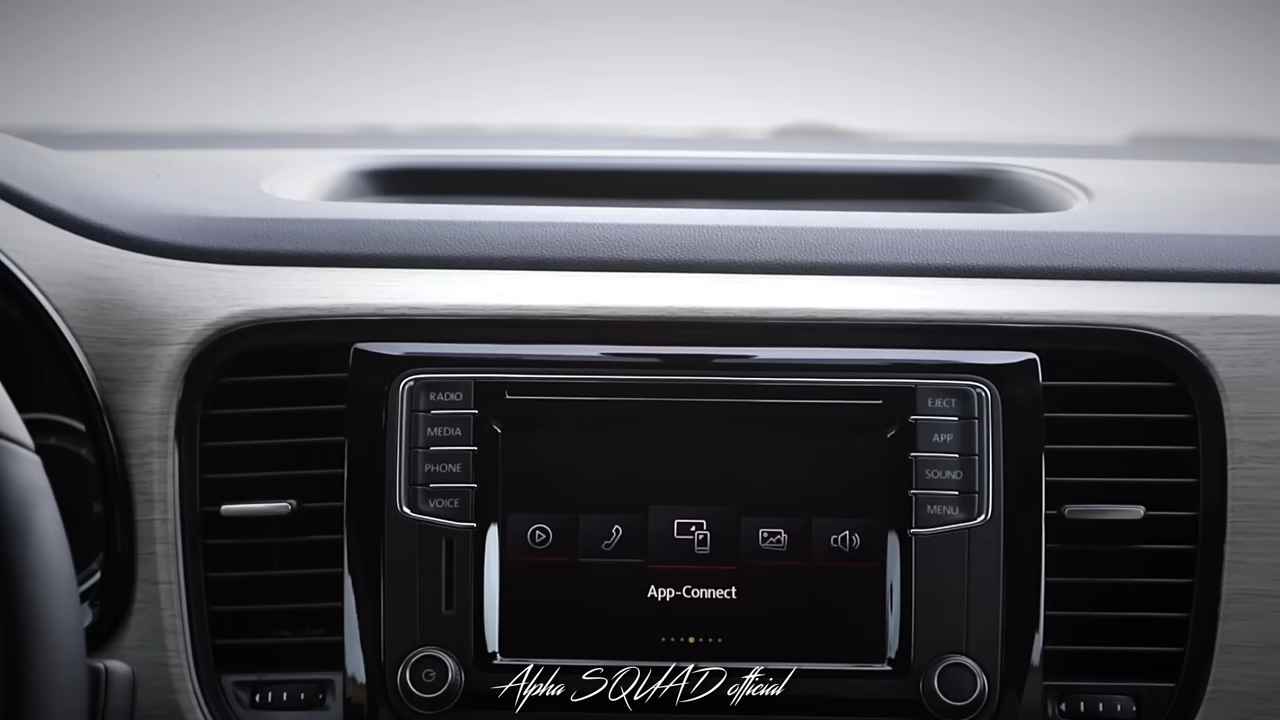 RADIO
MEDIA
PHONE
VOICE
EJECT
APP
SOUND
MENU
App-Connect
Alpha SQUAD official